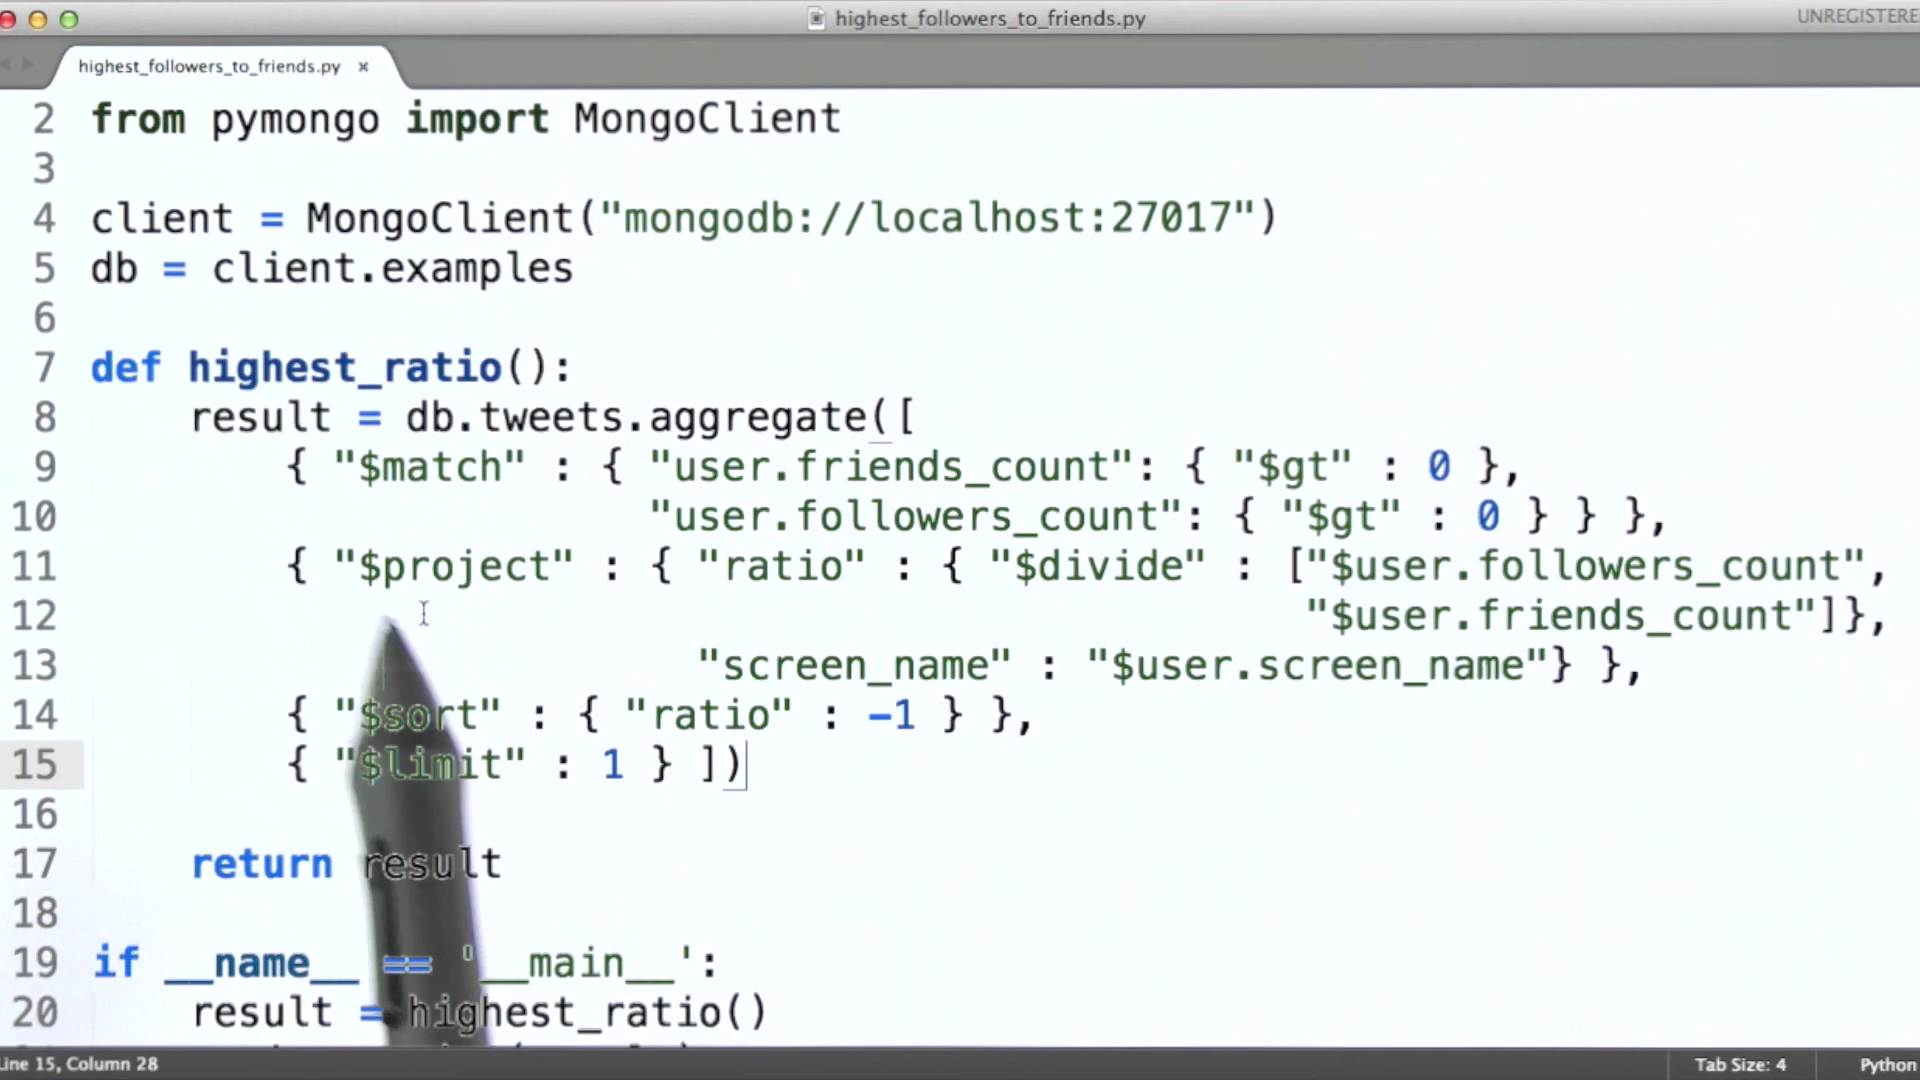 highest_followers_to_friends.py
UNREGISTERE
highest_followers_to_friends.py ×
2 from pymongo import MongoClient
3
4 client = MongoClient("mongodb://localhost:27017")
5 db = client.examples
6
7 def highest_ratio():
8 result = db.tweets.aggregate([
9 { "$match" : { "user.friends_count": { "$gt" : 0 },
10 "user.followers_count": { "$gt" : 0 } } },
11 { "$project" : { "ratio" : { "$divide" : ["$user.followers_count",
12 "$user.friends_count"]},
13 "screen_name" : "$user.screen_name"} },
14 { "$sort" : { "ratio" : -1 } },
15 { "$limit" : 1 } ])
16
17 return result
18
19 if __name__ == '__main__':
20 result = highest_ratio()
Line 15, Column 28
Tab Size: 4
Python